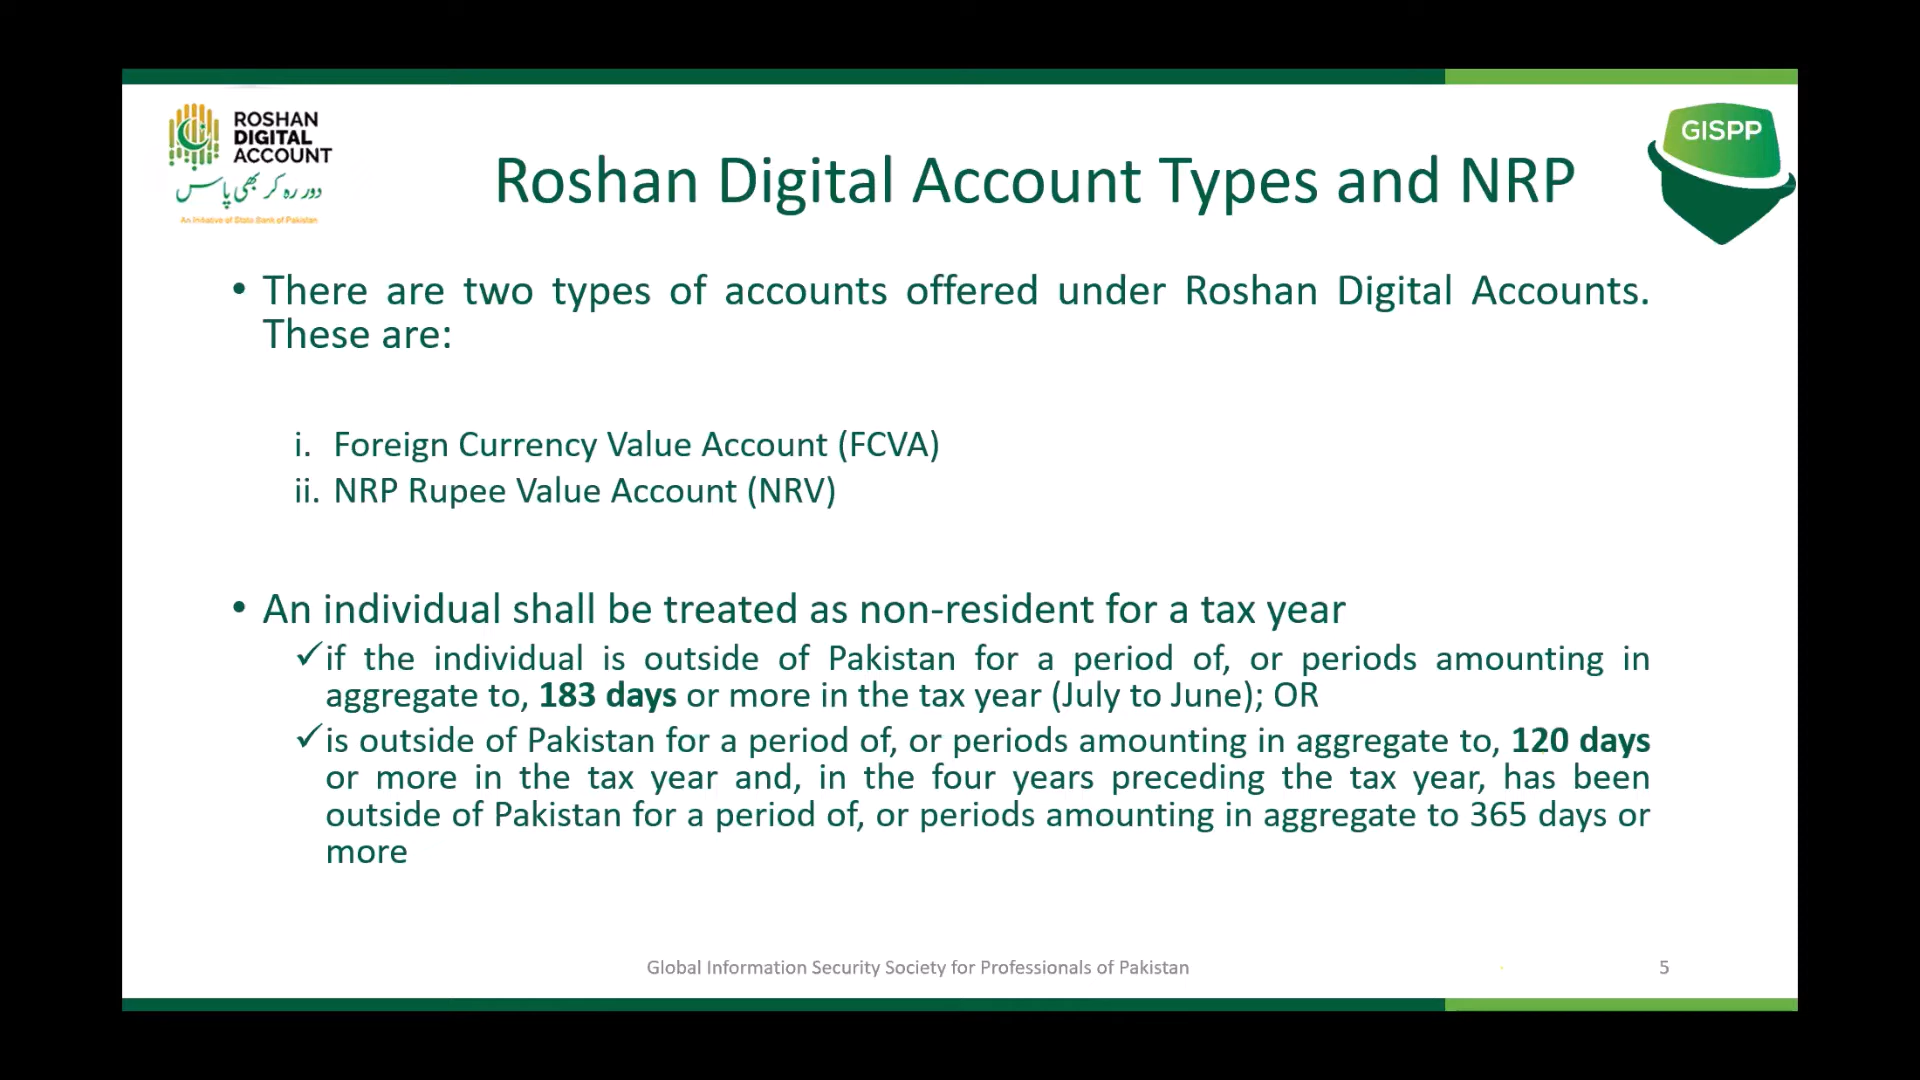 ROSHAN
DIGITAL
ACCOUNT
دور رہ کر بھی پاس
An Initiative of State Bank of Pakistan
GISPP
Roshan Digital Account Types and NRP
• There are two types of accounts offered under Roshan Digital Accounts.
These are:
i. Foreign Currency Value Account (FCVA)
ii. NRP Rupee Value Account (NRV)
• An individual shall be treated as non-resident for a tax year
✓if the individual is outside of Pakistan for a period of, or periods amounting in
aggregate to, 183 days or more in the tax year (July to June); OR
✓is outside of Pakistan for a period of, or periods amounting in aggregate to, 120 days
or more in the tax year and, in the four years preceding the tax year, has been
outside of Pakistan for a period of, or periods amounting in aggregate to 365 days or
more
Global Information Security Society for Professionals of Pakistan
5